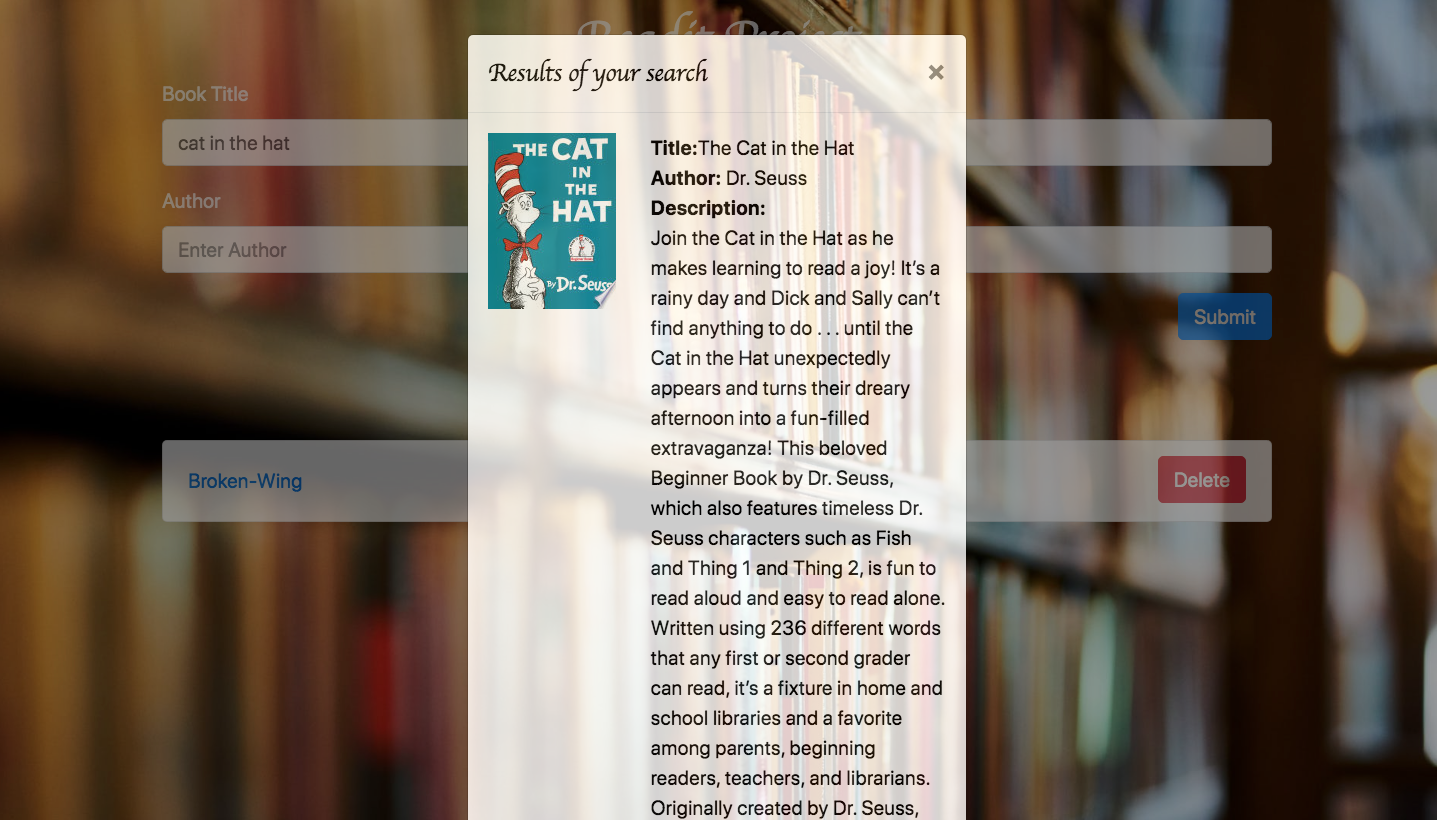 Readit Project
Results of your search
×
Book Title
cat in the hat
Author
Enter Author
Submit
Broken-Wing
Delete
THE CAT
IN
THE
HAT
By Dr. Seuss
Title:The Cat in the Hat
Author: Dr. Seuss
Description:
Join the Cat in the Hat as he
makes learning to read a joy! It’s a
rainy day and Dick and Sally can’t
find anything to do . . . until the
Cat in the Hat unexpectedly
appears and turns their dreary
afternoon into a fun-filled
extravaganza! This beloved
Beginner Book by Dr. Seuss,
which also features timeless Dr.
Seuss characters such as Fish
and Thing 1 and Thing 2, is fun to
read aloud and easy to read alone.
Written using 236 different words
that any first or second grader
can read, it’s a fixture in home and
school libraries and a favorite
among parents, beginning
readers, teachers, and librarians.
Originally created by Dr. Seuss,